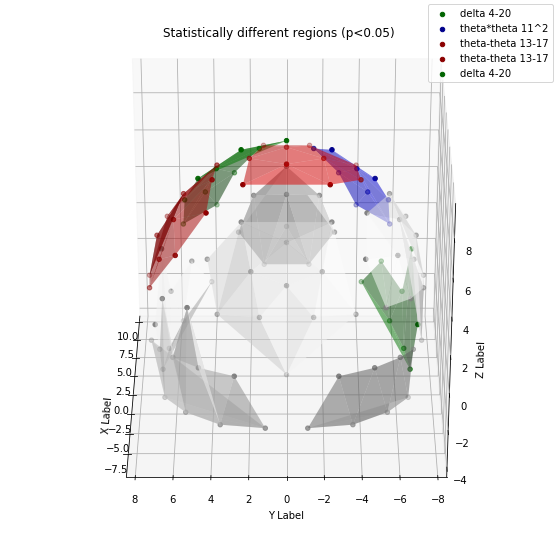 delta 4-20
theta*theta 11^2
theta-theta 13-17
theta-theta 13-17
delta 4-20
Statistically different regions (p<0.05)
8
6
4
2
0
−2
−4
Z Label
10.0
7.5
5.0
2.5
0.0
−2.5
−5.0
−7.5
X Label
8 6 4 2 0 −2 −4 −6 −8
Y Label